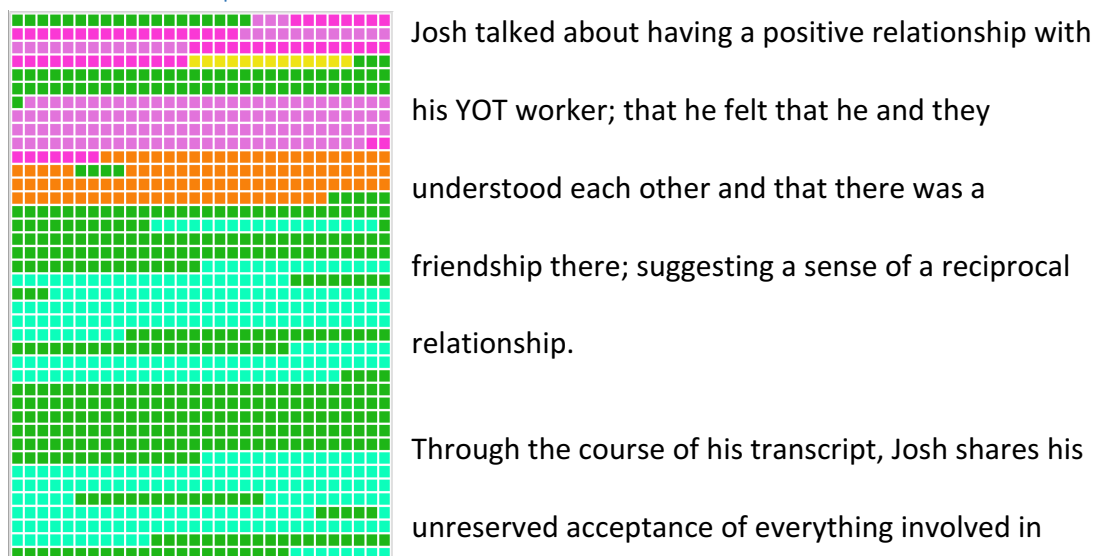 Josh talked about having a positive relationship with
his YOT worker; that he felt that he and they
understood each other and that there was a
friendship there; suggesting a sense of a reciprocal
relationship.
Through the course of his transcript, Josh shares his
unreserved acceptance of everything involved in